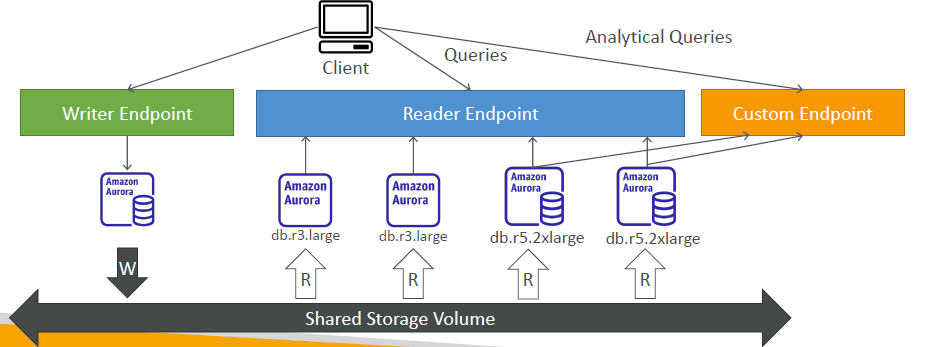 Client
Queries
Analytical Queries
Writer Endpoint
Reader Endpoint
Custom Endpoint
Amazon
Aurora
Amazon
Aurora
db.r3.large
Amazon
Aurora
db.r3.large
Amazon
Aurora
db.r5.2xlarge
Amazon
Aurora
db.r5.2xlarge
W
R
R
R
R
Shared Storage Volume